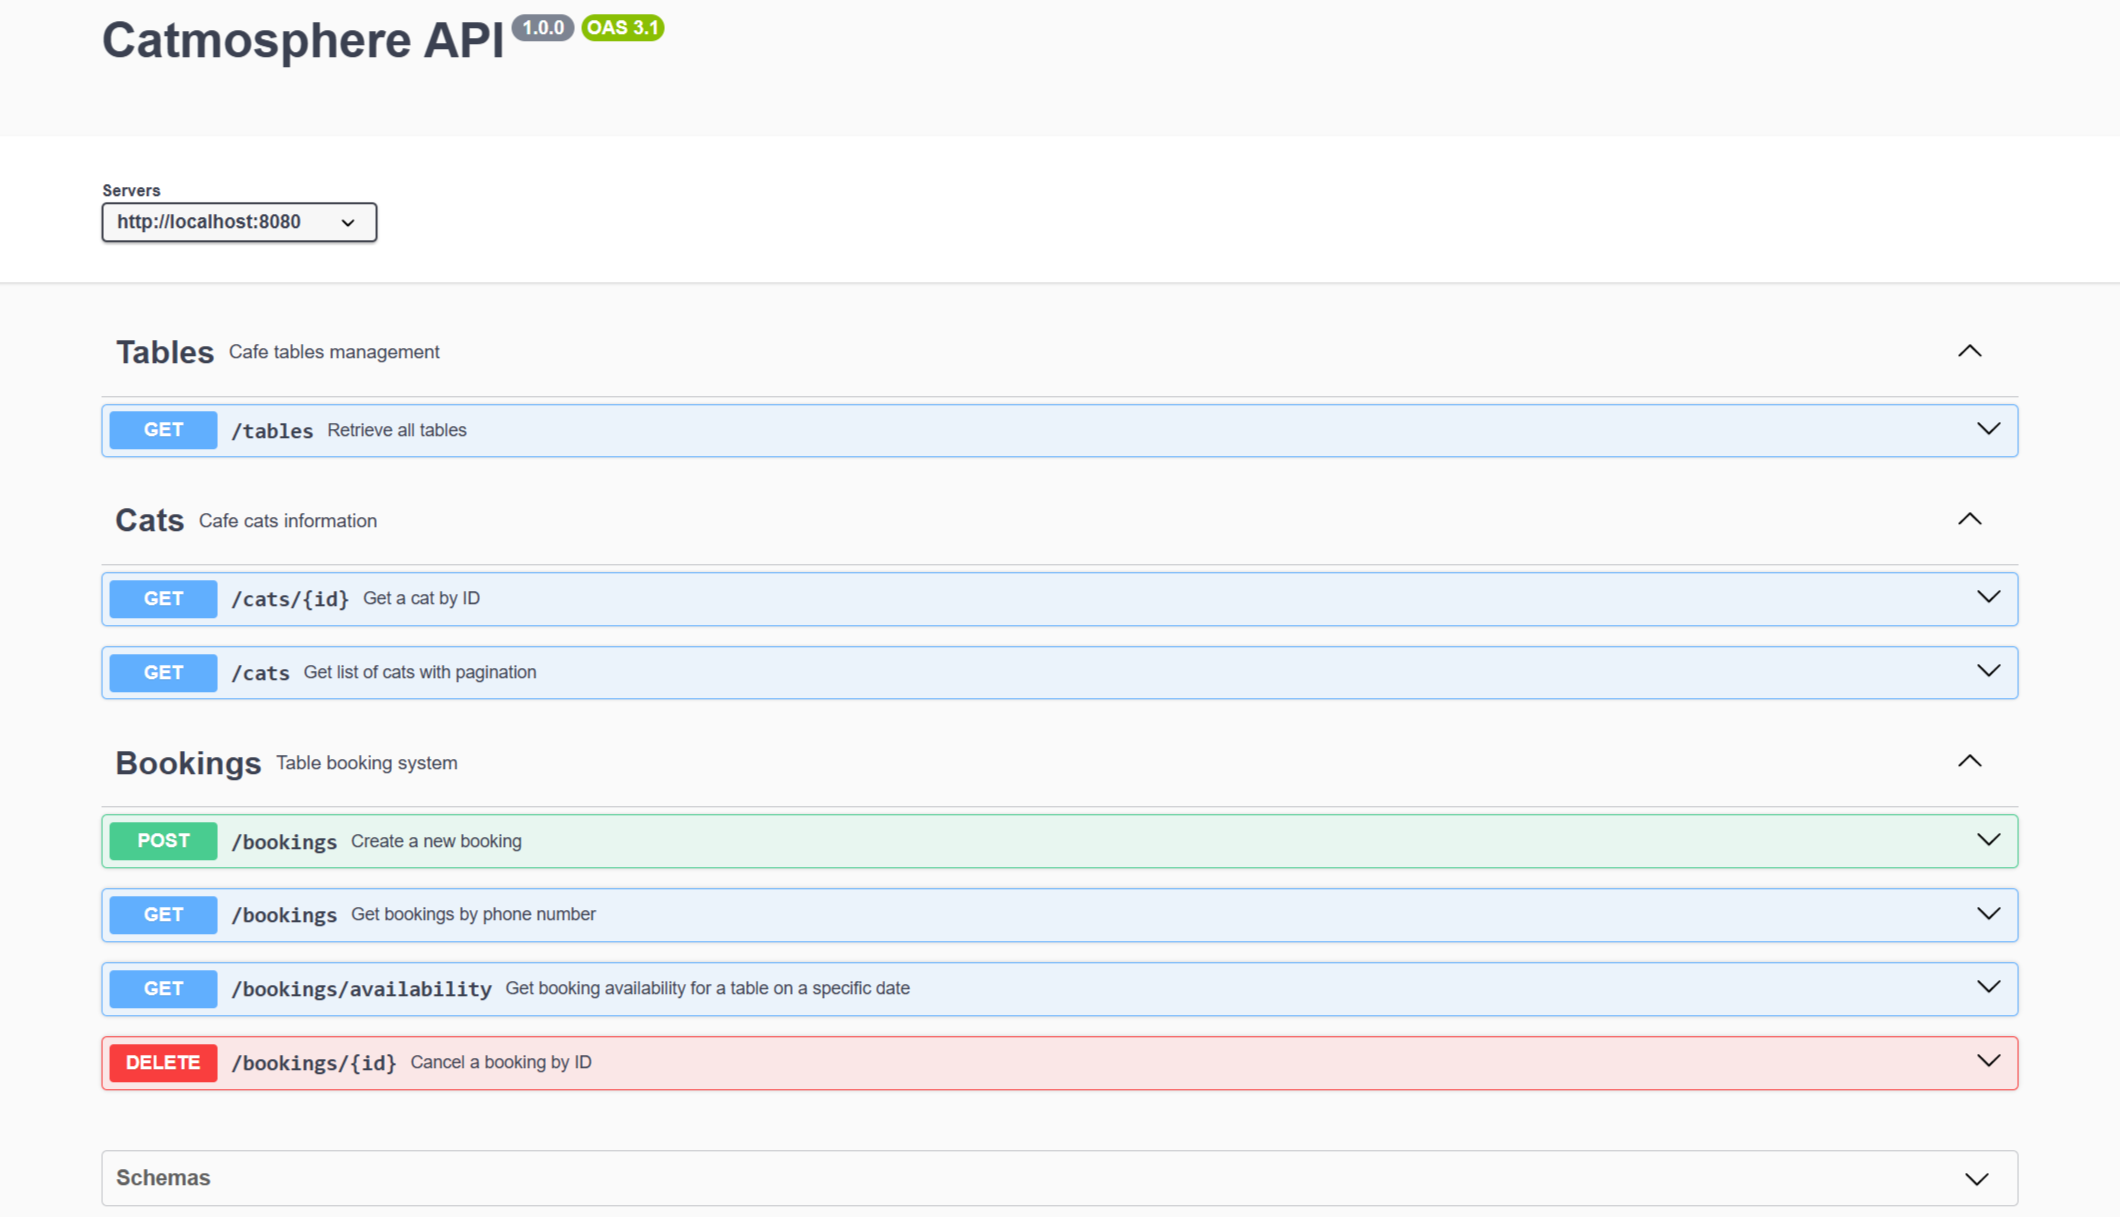 Catmosphere API 1.0.0 OAS 3.1
Servers
http://localhost:8080
Tables Cafe tables management
GET /tables Retrieve all tables
Cats Cafe cats information
GET /cats/{id} Get a cat by ID
GET /cats Get list of cats with pagination
Bookings Table booking system
POST /bookings Create a new booking
GET /bookings Get bookings by phone number
GET /bookings/availability Get booking availability for a table on a specific date
DELETE /bookings/{id} Cancel a booking by ID
Schemas